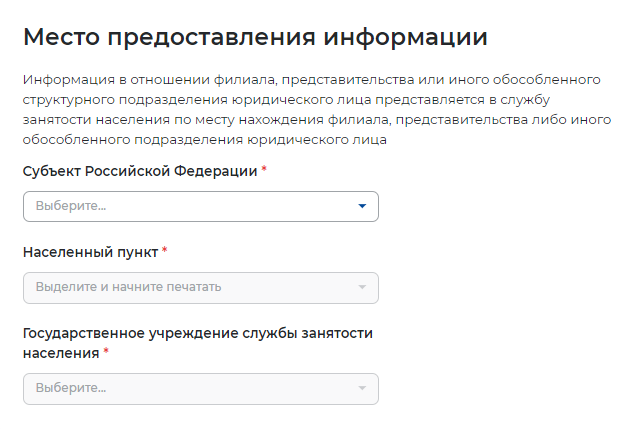 Место предоставления информации
Информация в отношении филиала, представительства или иного обособленного
структурного подразделения юридического лица представляется в службу
занятости населения по месту нахождения филиала, представительства либо иного
обособленного подразделения юридического лица
Субъект Российской Федерации *
Выберите...
Населенный пункт *
Выделите и начните печатать
Государственное учреждение службы занятости
населения *
Выберите...